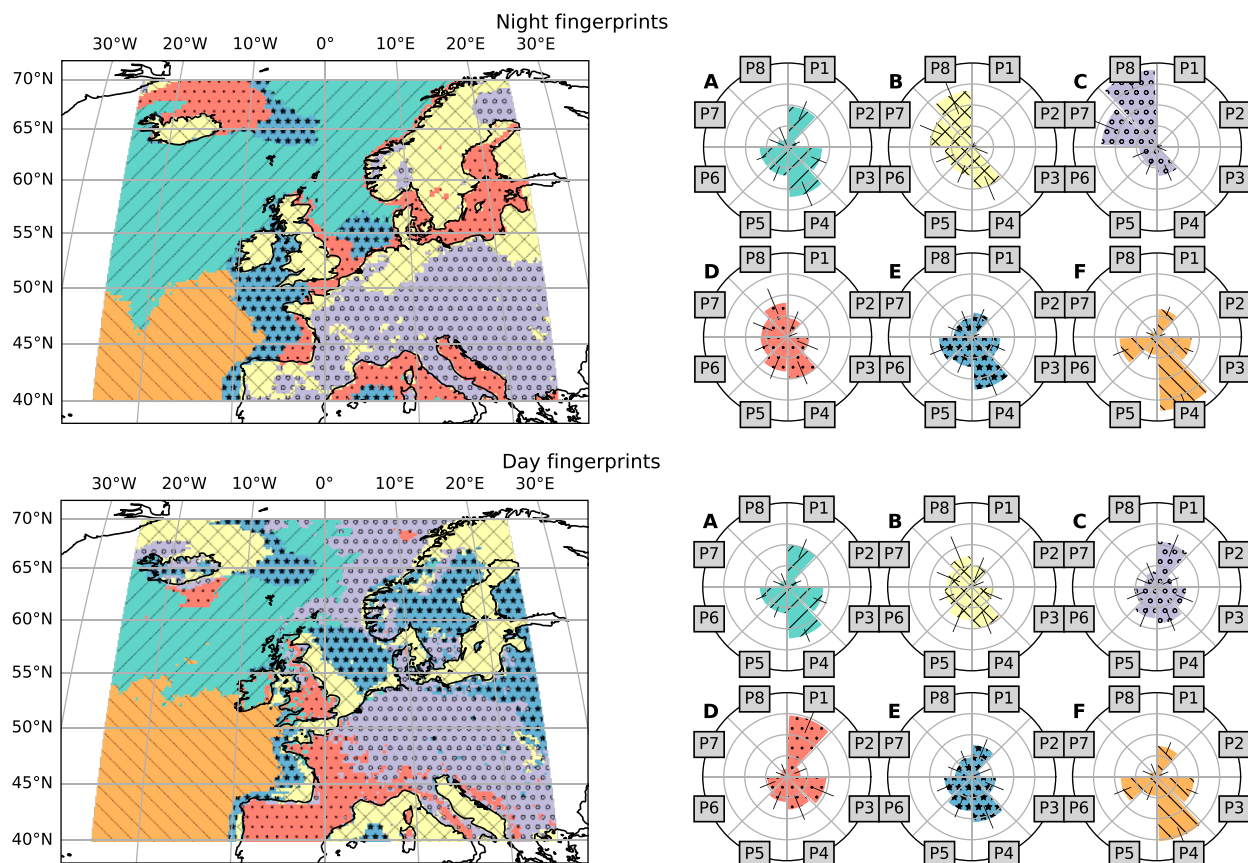 Night fingerprints
30°W 20°W 10°W 0° 10°E 20°E 30°E
70°N
65°N
60°N
55°N
50°N
45°N
40°N
A P8 P1 P7 P2 P6 P3 P5 P4
B P8 P1 P7 P2 P6 P3 P5 P4
C P8 P1 P7 P2 P6 P3 P5 P4
D P8 P1 P7 P2 P6 P3 P5 P4
E P8 P1 P7 P2 P6 P3 P5 P4
F P8 P1 P7 P2 P6 P3 P5 P4
Day fingerprints
30°W 20°W 10°W 0° 10°E 20°E 30°E
70°N
65°N
60°N
55°N
50°N
45°N
40°N
A P8 P1 P7 P2 P6 P3 P5 P4
B P8 P1 P7 P2 P6 P3 P5 P4
C P8 P1 P7 P2 P6 P3 P5 P4
D P8 P1 P7 P2 P6 P3 P5 P4
E P8 P1 P7 P2 P6 P3 P5 P4
F P8 P1 P7 P2 P6 P3 P5 P4